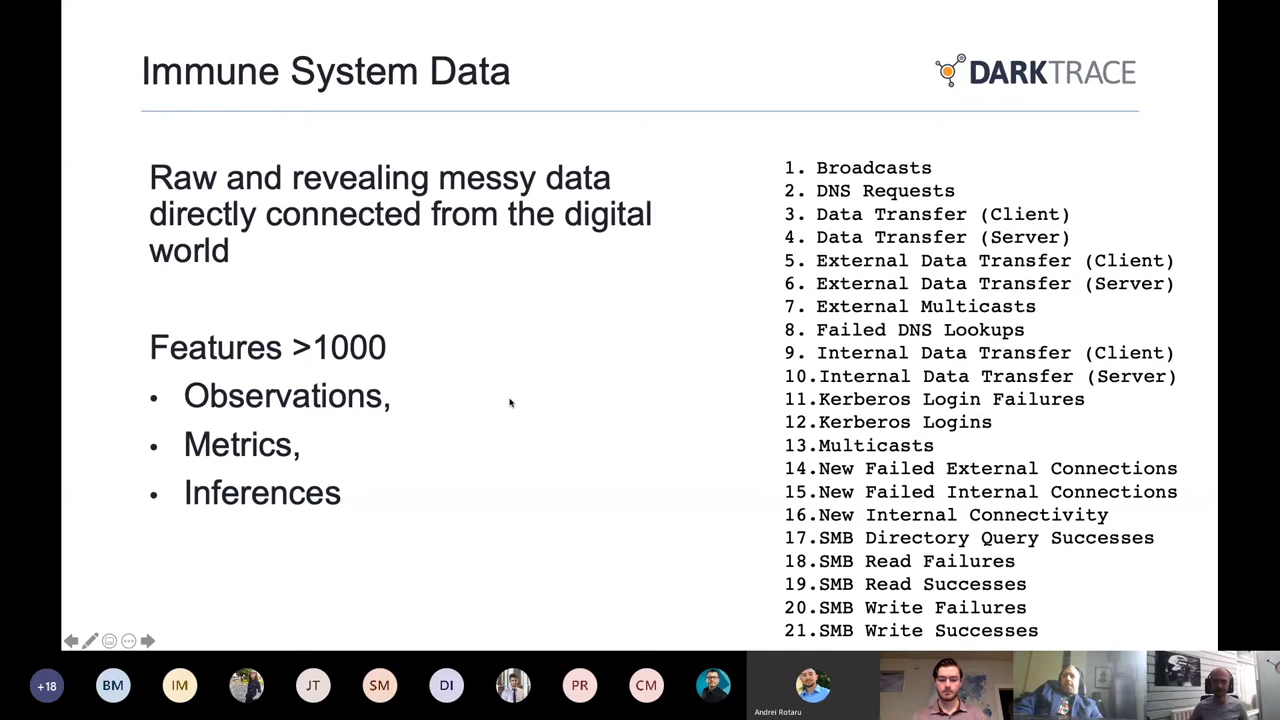 Immune System Data
DARKTRACE
Raw and revealing messy data
directly connected from the digital
world
Features >1000
• Observations,
• Metrics,
• Inferences
1. Broadcasts
2. DNS Requests
3. Data Transfer (Client)
4. Data Transfer (Server)
5. External Data Transfer (Client)
6. External Data Transfer (Server)
7. External Multicasts
8. Failed DNS Lookups
9. Internal Data Transfer (Client)
10.Internal Data Transfer (Server)
11.Kerberos Login Failures
12.Kerberos Logins
13.Multicasts
14.New Failed External Connections
15.New Failed Internal Connections
16.New Internal Connectivity
17.SMB Directory Query Successes
18.SMB Read Failures
19.SMB Read Successes
20.SMB Write Failures
21.SMB Write Successes
+18
BM
IM
JT
SM
DI
PR
CM
Andrei Rotaru